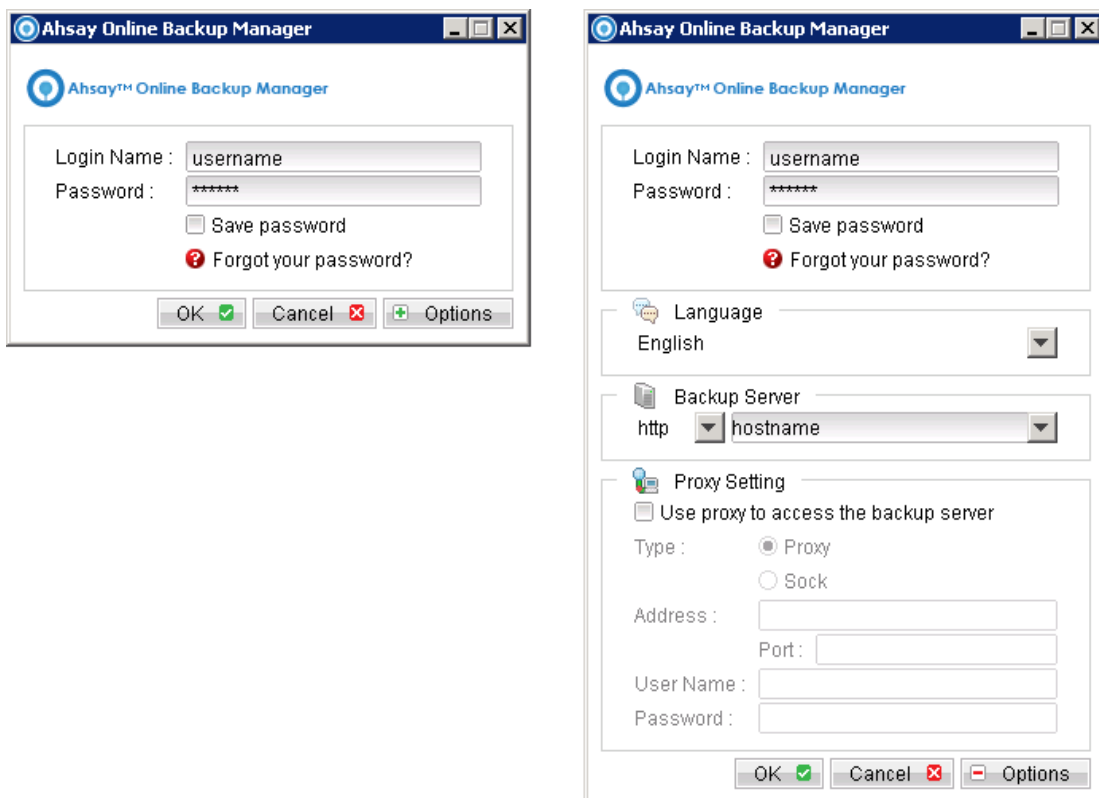 Ahsay Online Backup Manager
Ahsay™ Online Backup Manager
Login Name : username
Password : ******
Save password
Forgot your password?
OK Cancel Options
Ahsay Online Backup Manager
Ahsay™ Online Backup Manager
Login Name : username
Password : ******
Save password
Forgot your password?
Language
English
Backup Server
http hostname
Proxy Setting
Use proxy to access the backup server
Type : Proxy
Sock
Address :
Port :
User Name :
Password :
OK Cancel Options